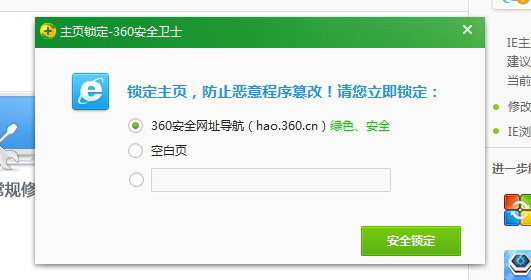 主页锁定-360安全卫士
锁定主页，防止恶意程序篡改！请您立即锁定：
360安全网址导航（hao.360.cn）绿色、安全
空白页
安全锁定
常规修
IE主
建议
当前
修改
IE浏
进一步